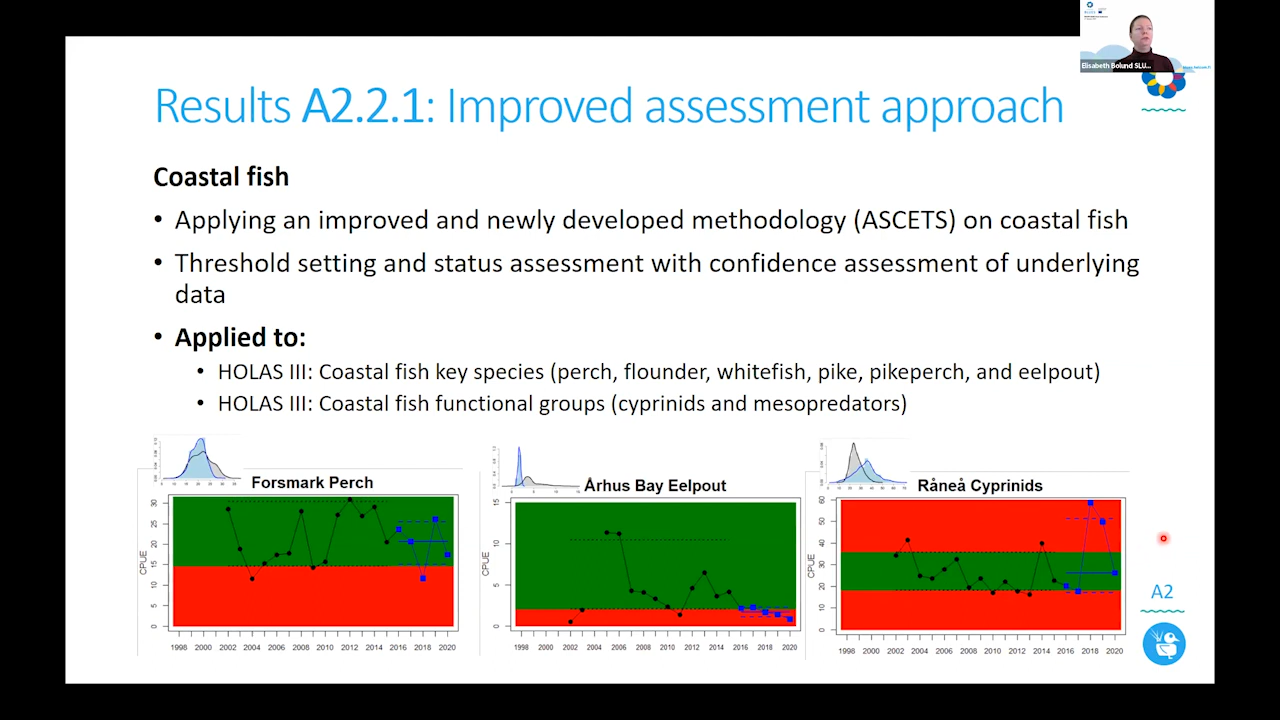 Elisabeth Bolund SLU...
Results A2.2.1: Improved assessment approach
Coastal fish
• Applying an improved and newly developed methodology (ASCETS) on coastal fish
• Threshold setting and status assessment with confidence assessment of underlying
data
• Applied to:
• HOLAS III: Coastal fish key species (perch, flounder, whitefish, pike, pikeperch, and eelpout)
• HOLAS III: Coastal fish functional groups (cyprinids and mesopredators)
Forsmark Perch
CPUE
30
25
20
15
10
5
0
1998 2000 2002 2004 2006 2008 2010 2012 2014 2016 2018 2020
Århus Bay Eelpout
CPUE
15
10
5
0
1998 2000 2002 2004 2006 2008 2010 2012 2014 2016 2018 2020
Råneå Cyprinids
CPUE
60
50
40
30
20
10
0
1998 2000 2002 2004 2006 2008 2010 2012 2014 2016 2018 2020
A2